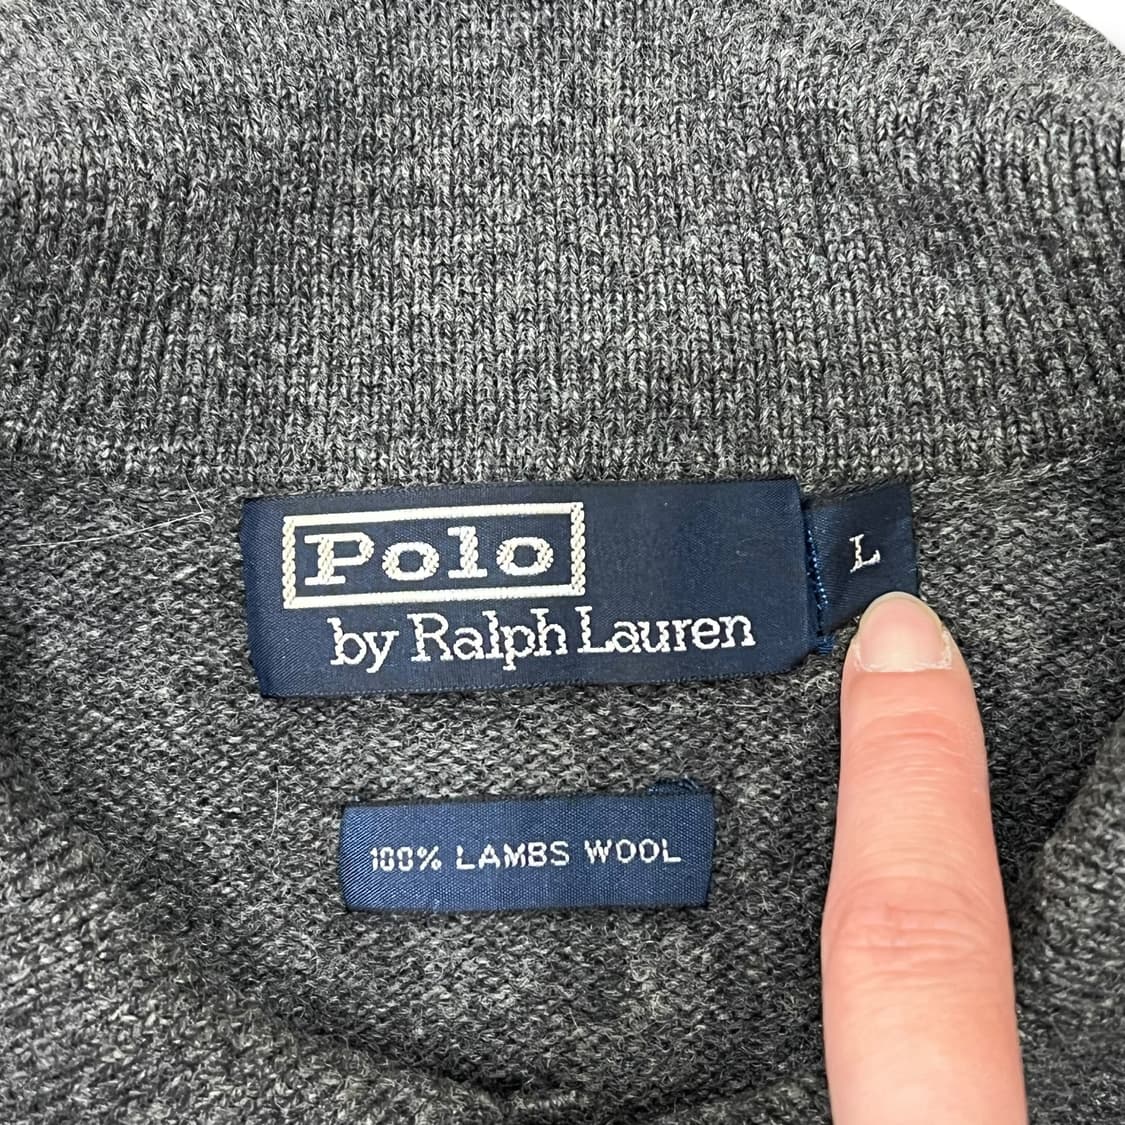 Polo
by Ralph Lauren
L
100% LAMBS WOOL